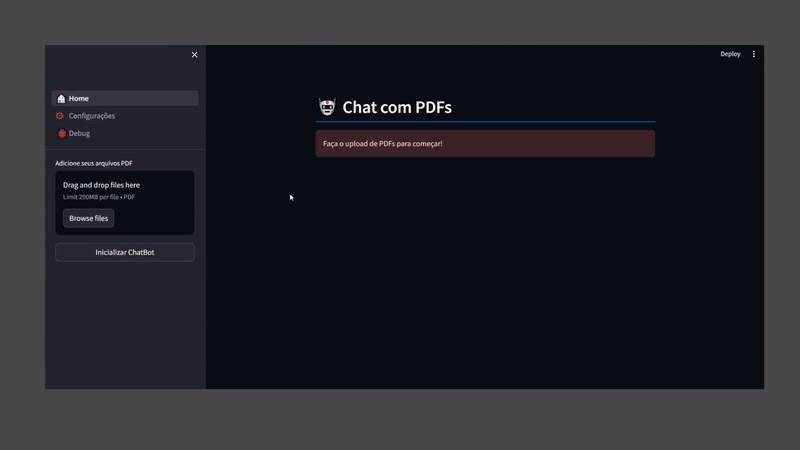 Deploy
Home
Configurações
Debug
Adicione seus arquivos PDF
Drag and drop files here
Limit 200MB per file • PDF
Browse files
Inicializar ChatBot
Chat com PDFs
Faça o upload de PDFs para começar!